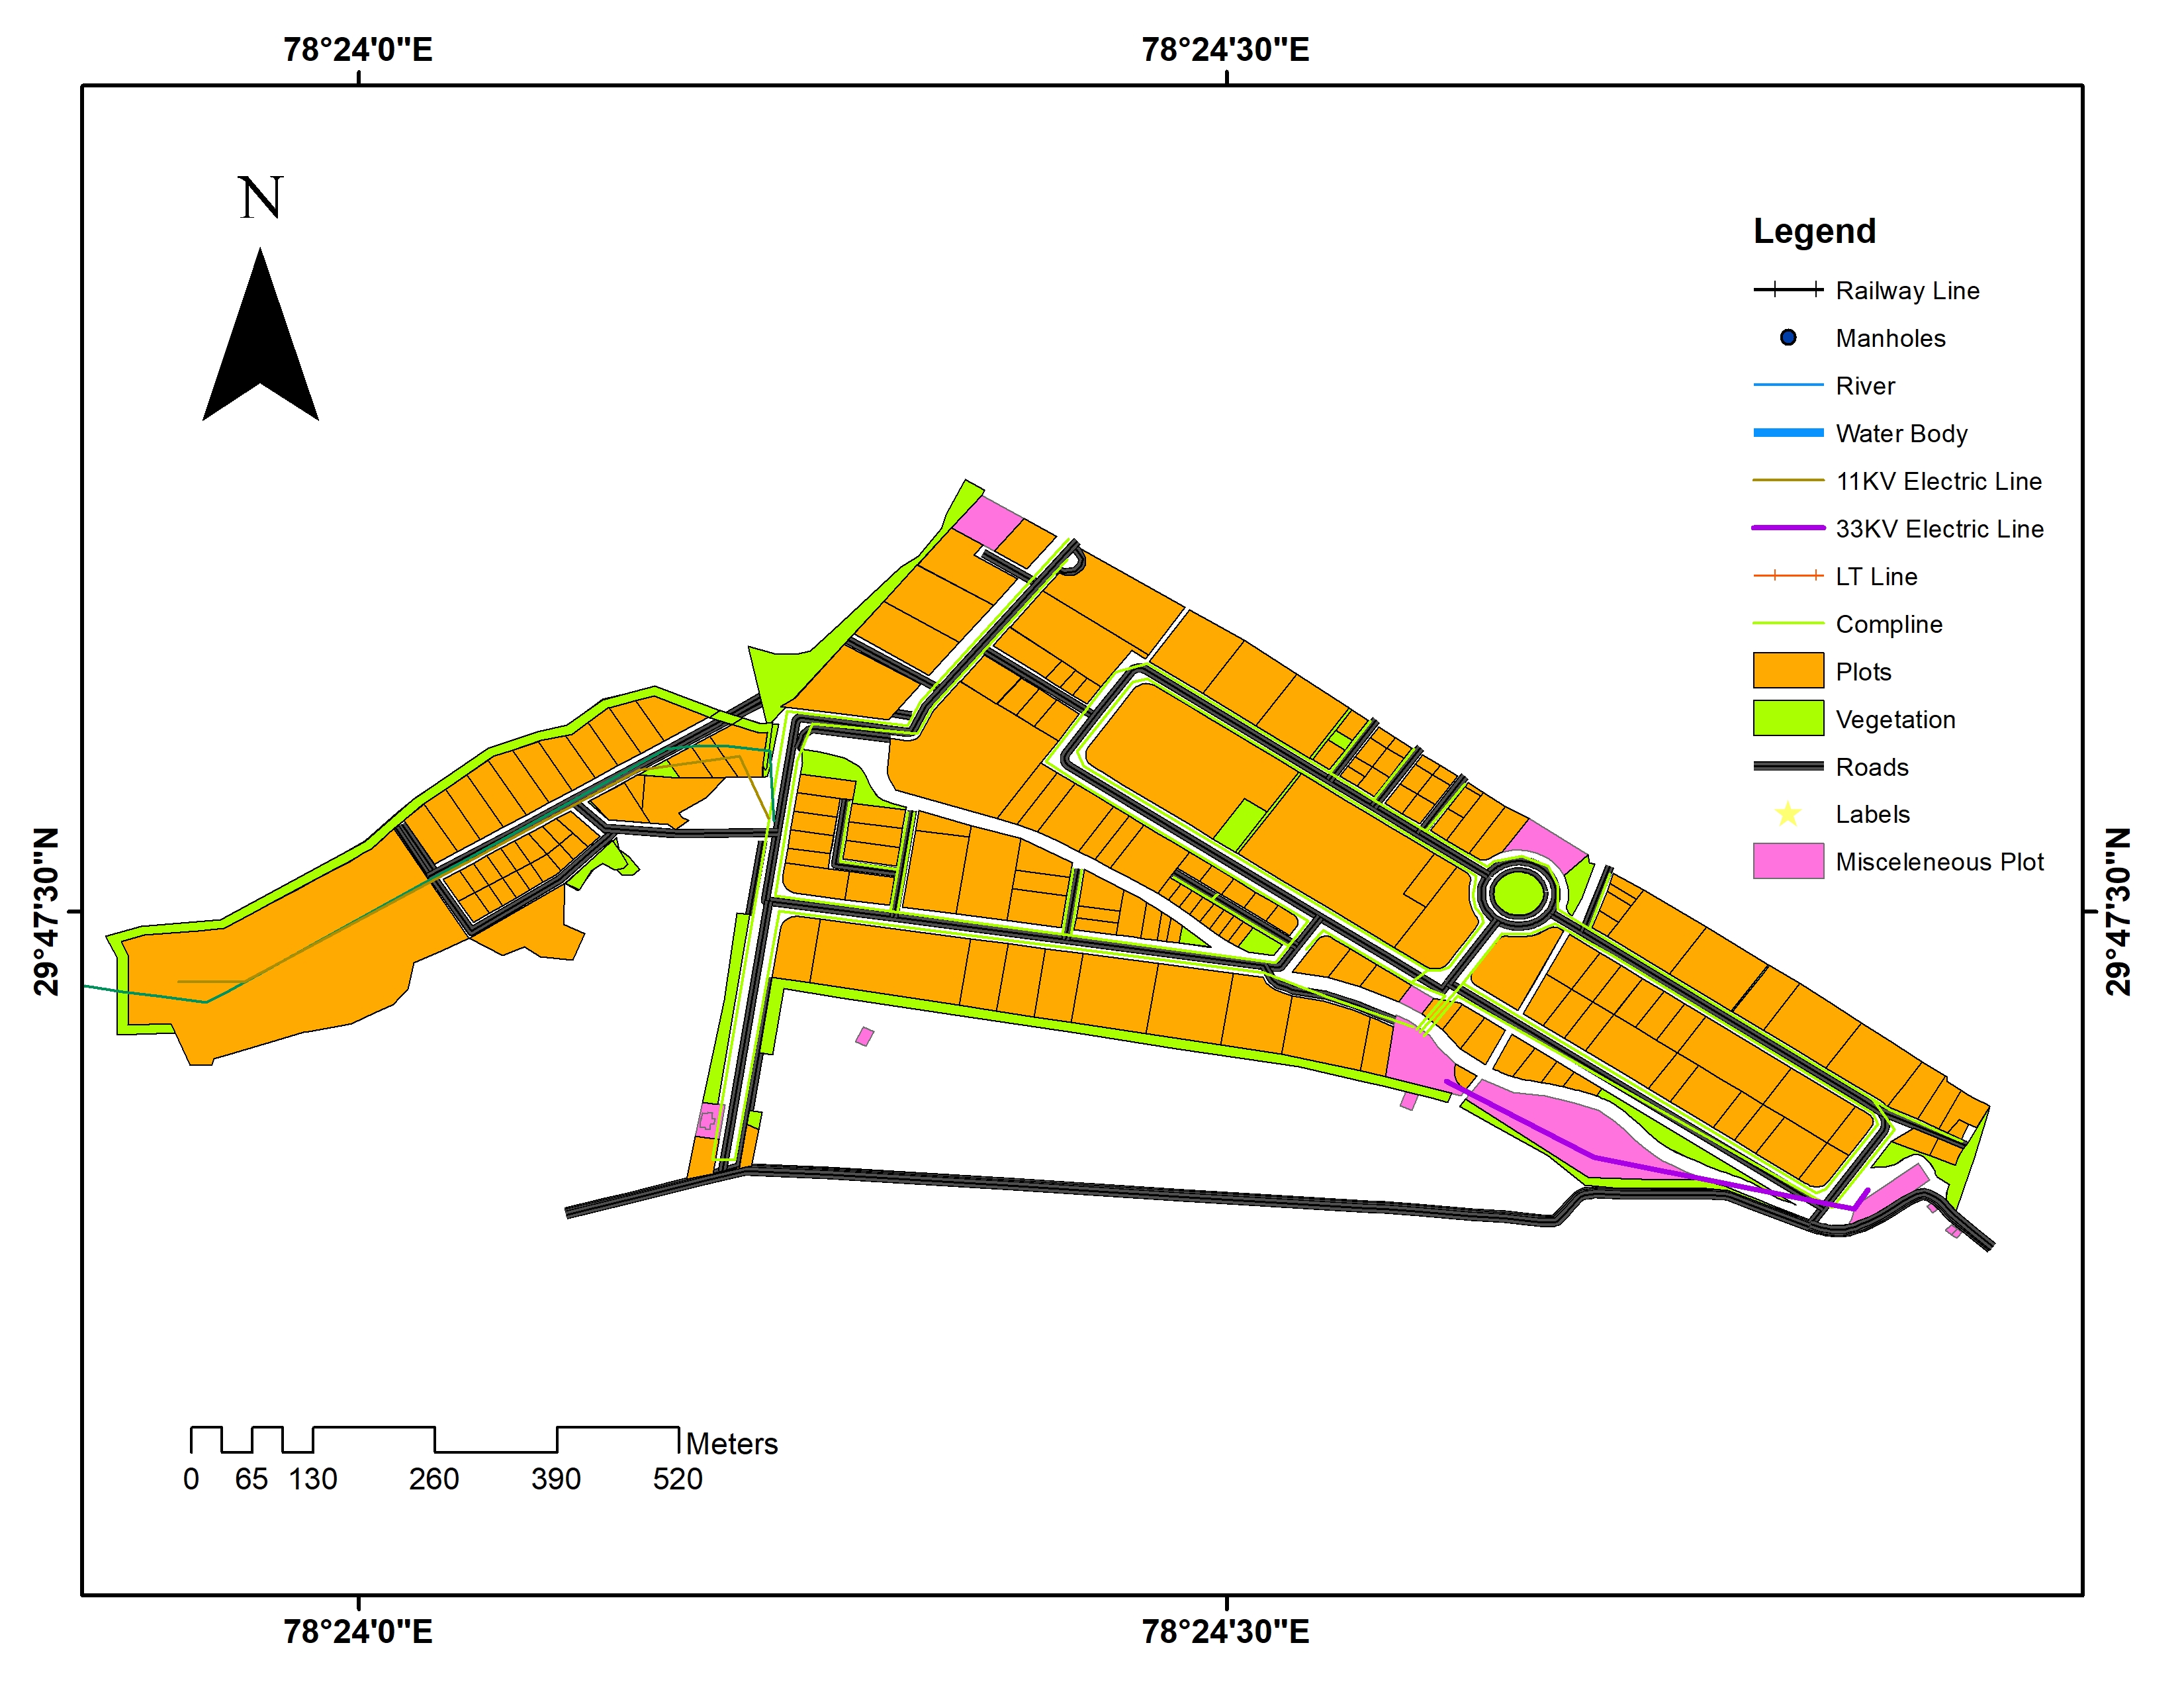 78°24'0"E
78°24'30"E
N
Legend
Railway Line
Manholes
River
Water Body
11KV Electric Line
33KV Electric Line
LT Line
Compline
Plots
Vegetation
Roads
Labels
Misceleneous Plot
29°47'30"N
29°47'30"N
Meters
0 65 130 260 390 520
78°24'0"E
78°24'30"E